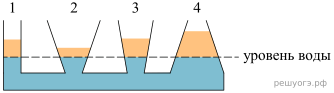 1 2 3 4
уровень воды
решуогэ.рф